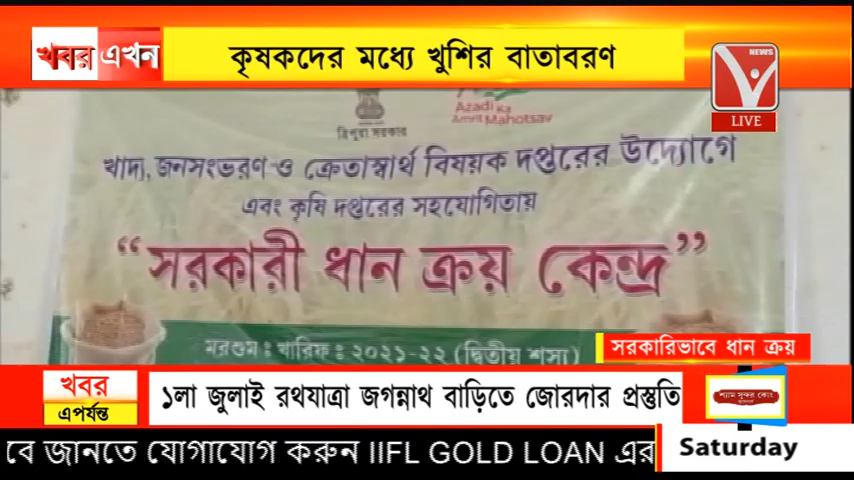 খবর এখন
কৃষকদের মধ্যে খুশির বাতাবরণ
NEWS
V
LIVE
Azadi Ka
Amrit Mahotsav
ত্রিপুরা সরকার
খাদ্য, জনসংভরণ ও ক্রেতাস্বার্থ বিষয়ক দপ্তরের উদ্যোগে
এবং কৃষি দপ্তরের সহযোগিতায়
“সরকারী ধান ক্রয় কেন্দ্র”
মরশুম : খারিফ : ২০২১-২২ (দ্বিতীয় শস্য)
সরকারিভাবে ধান ক্রয়
খবর
এপর্যন্ত
১লা জুলাই রথযাত্রা জগন্নাথ বাড়িতে জোরদার প্রস্তুতি
শ্যাম সুন্দর কোং
বে জানতে যোগাযোগ করুন IIFL GOLD LOAN এর
Saturday